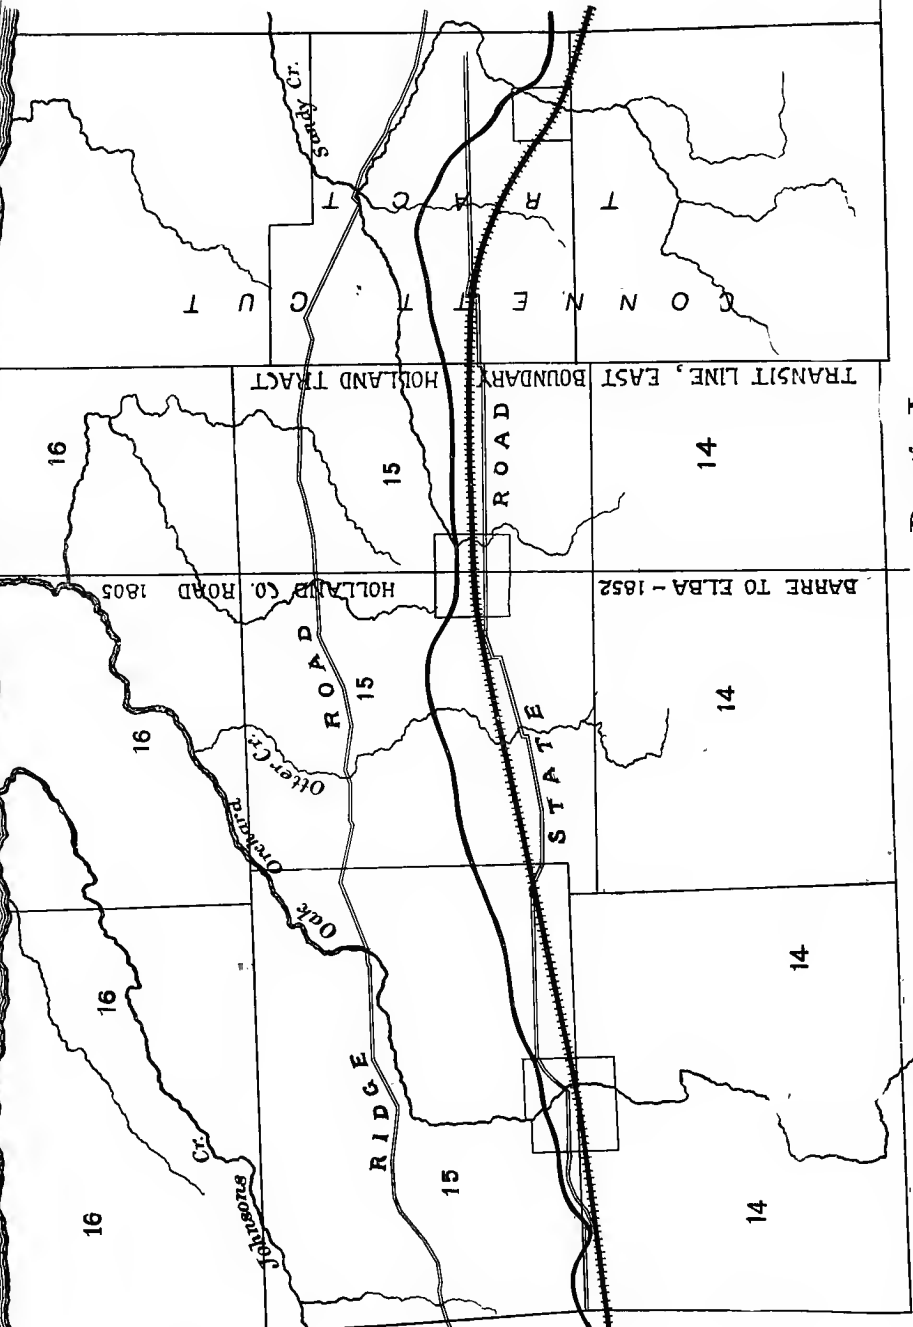 Sandy Cr.
TRACT
CONNETTICUT
TRANSIT LINE, EAST BOUNDARY HOLLAND TRACT
16
15
ROAD
14
BARRE TO ELBA - 1852
HOLLAND CO. ROAD 1805
16
15
14
Otter Cr.
Oak Orchard
RIDGE ROAD
STATE
16
14
Johnsons Cr.
16
15
14